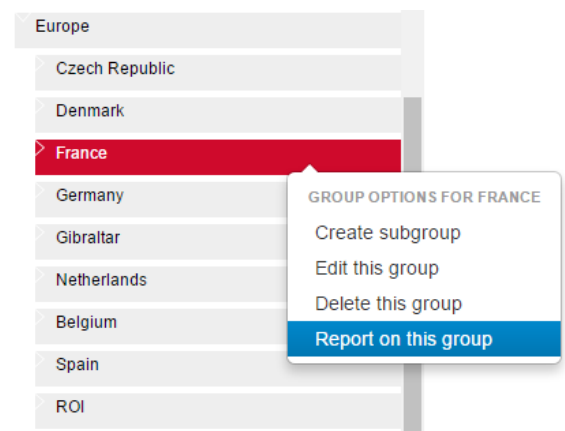 Europe
Czech Republic
Denmark
France
Germany
GROUP OPTIONS FOR FRANCE
Create subgroup
Edit this group
Delete this group
Report on this group
Gibraltar
Netherlands
Belgium
Spain
ROI